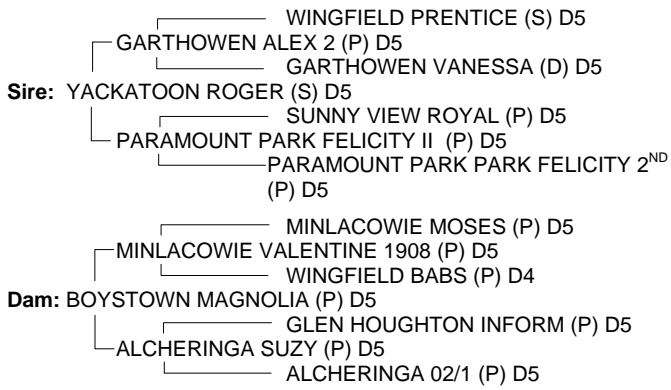 WINGFIELD PRENTICE (S) D5
GARTHOWEN ALEX 2 (P) D5
GARTHOWEN VANESSA (D) D5
Sire: YACKATOON ROGER (S) D5
SUNNY VIEW ROYAL (P) D5
PARAMOUNT PARK FELICITY II (P) D5
PARAMOUNT PARK PARK FELICITY 2ND
(P) D5
MINLACOWIE MOSES (P) D5
MINLACOWIE VALENTINE 1908 (P) D5
WINGFIELD BABS (P) D4
Dam: BOYSTOWN MAGNOLIA (P) D5
GLEN HOUGHTON INFORM (P) D5
ALCHERINGA SUZY (P) D5
ALCHERINGA 02/1 (P) D5